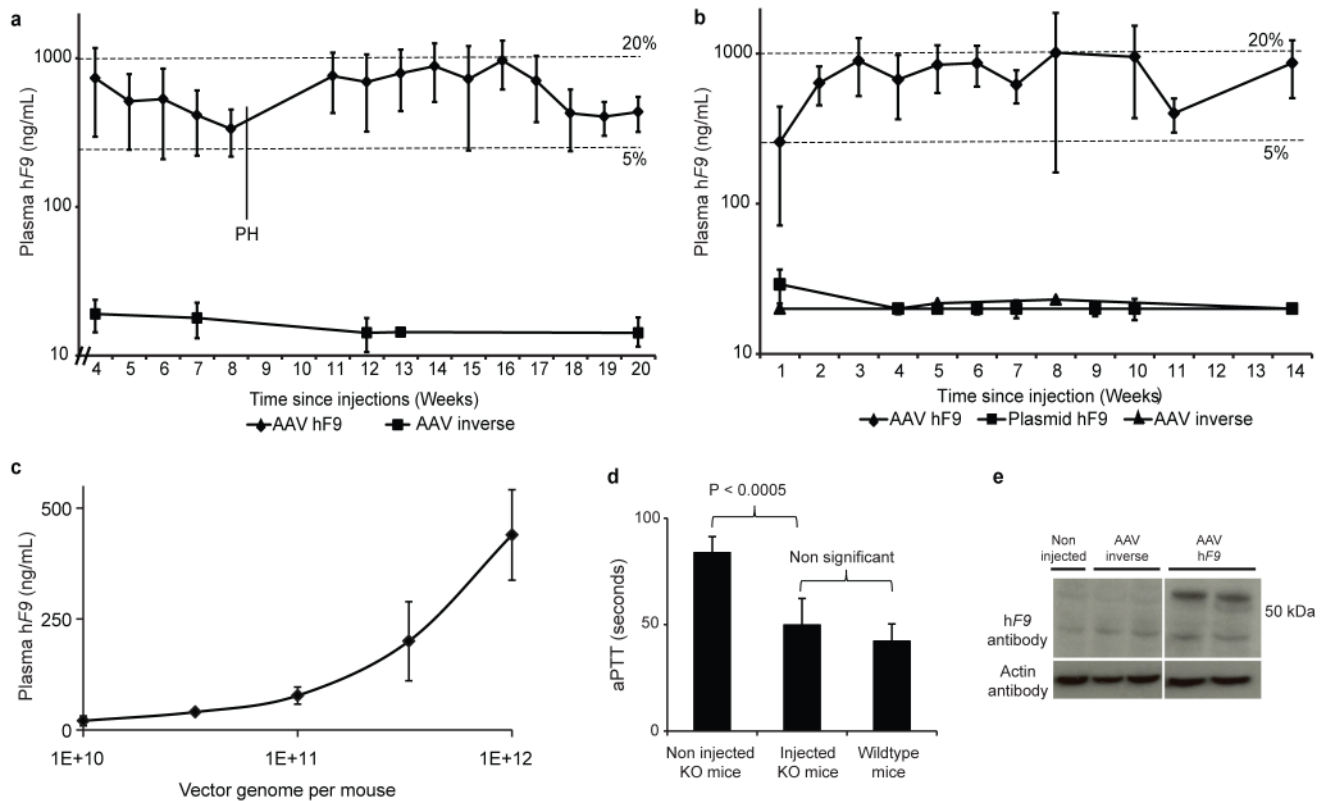 a
Plasma hF9 (ng/mL)
1000
100
10
20%
5%
PH
4 5 6 7 8 9 10 11 12 13 14 15 16 17 18 19 20
Time since injections (Weeks)
AAV hF9 AAV inverse
b
Plasma hF9 (ng/mL)
1000
100
10
20%
5%
1 2 3 4 5 6 7 8 9 10 11 12 13 14
Time since injection (Weeks)
AAV hF9 Plasmid hF9 AAV inverse
c
Plasma hF9 (ng/mL)
500
250
0
1E+10 1E+11 1E+12
Vector genome per mouse
d
P < 0.0005
Non significant
aPTT (seconds)
100
50
0
Non injected
KO mice
Injected
KO mice
Wildtype
mice
e
Non
injected
AAV
inverse
AAV
hF9
50 kDa
hF9
antibody
Actin
antibody